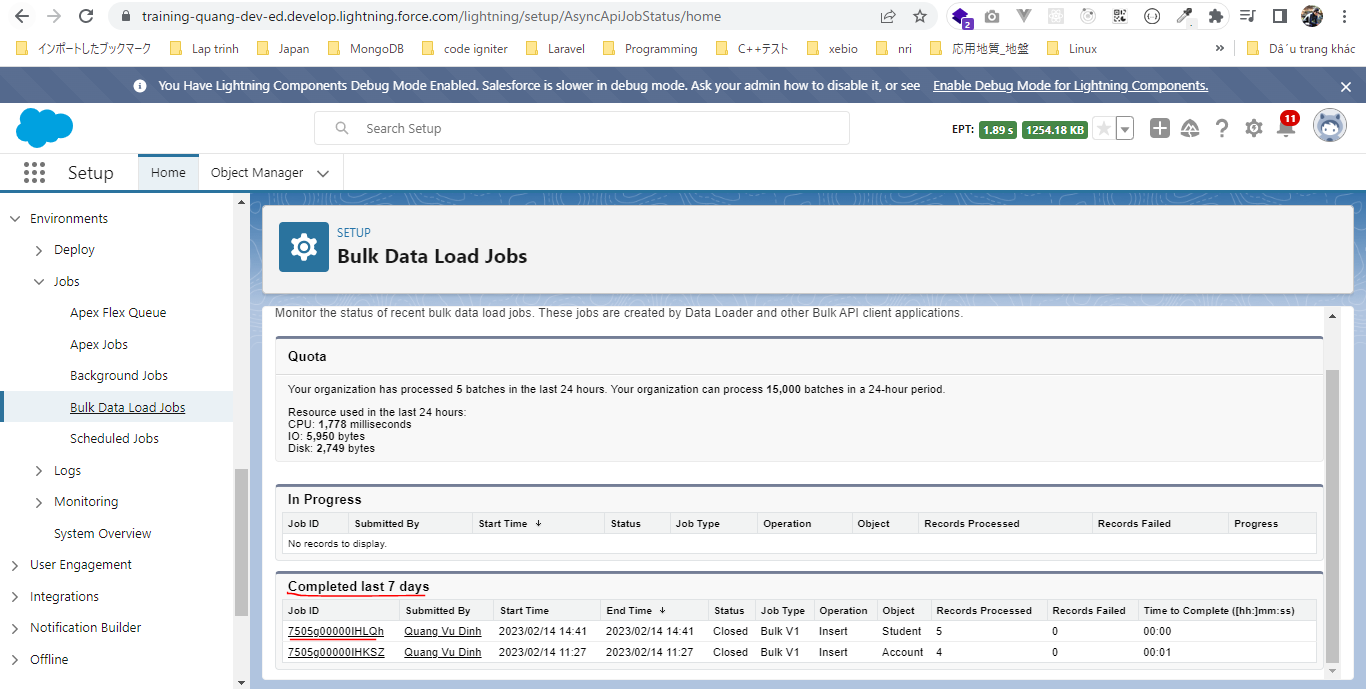 training-quang-dev-ed.develop.lightning.force.com/lightning/setup/AsyncApiJobStatus/home
2
インポートしたブックマーク Lap trinh Japan MongoDB code igniter Laravel Programming C++テスト xebio nri 応用地質_地盤 Linux » Dấu trang khác
You Have Lightning Components Debug Mode Enabled. Salesforce is slower in debug mode. Ask your admin how to disable it, or see Enable Debug Mode for Lightning Components.
Search Setup
EPT: 1.89 s 1254.18 KB
11
Setup Home Object Manager
Environments
Deploy
Jobs
Apex Flex Queue
Apex Jobs
Background Jobs
Bulk Data Load Jobs
Scheduled Jobs
Logs
Monitoring
System Overview
User Engagement
Integrations
Notification Builder
Offline
SETUP
Bulk Data Load Jobs
Monitor the status of recent bulk data load jobs. These jobs are created by Data Loader and other Bulk API client applications.
Quota
Your organization has processed 5 batches in the last 24 hours. Your organization can process 15,000 batches in a 24-hour period.
Resource used in the last 24 hours:
CPU: 1,778 milliseconds
IO: 5,950 bytes
Disk: 2,749 bytes
In Progress
Job ID Submitted By Start Time ↓ Status Job Type Operation Object Records Processed Records Failed Progress
No records to display.
Completed last 7 days
Job ID Submitted By Start Time End Time ↓ Status Job Type Operation Object Records Processed Records Failed Time to Complete ([hh:]mm:ss)
7505g00000IHLQh Quang Vu Dinh 2023/02/14 14:41 2023/02/14 14:41 Closed Bulk V1 Insert Student 5 0 00:00
7505g00000IHKSZ Quang Vu Dinh 2023/02/14 11:27 2023/02/14 11:27 Closed Bulk V1 Insert Account 4 0 00:01